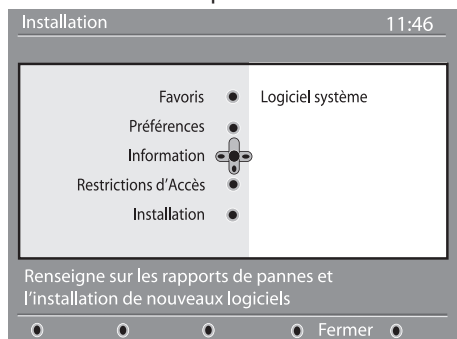 Installation 11:46
Favoris Logiciel système
Préférences
Information
Restrictions d'Accès
Installation
Renseigne sur les rapports de pannes et
l'installation de nouveaux logiciels
Fermer